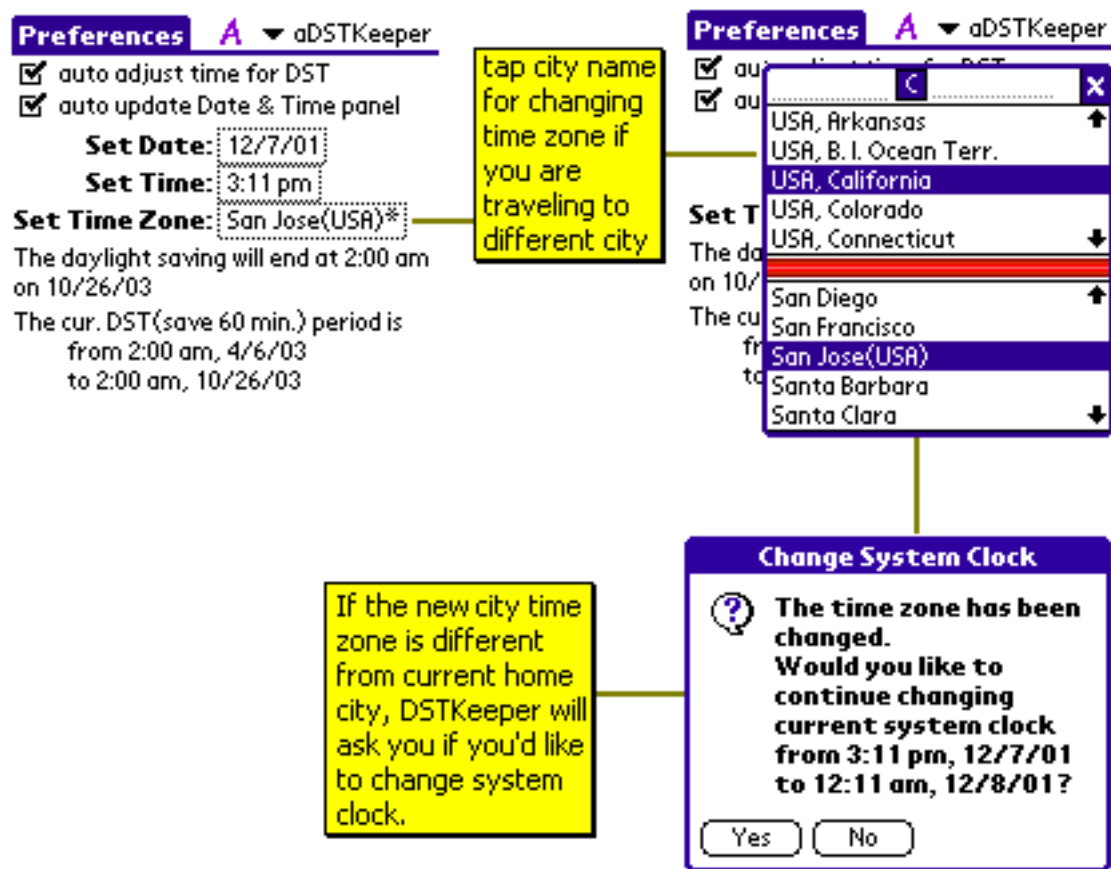 Preferences A aDSTKeeper
auto adjust time for DST
auto update Date & Time panel
Set Date: 12/7/01
Set Time: 3:11 pm
Set Time Zone: San Jose(USA)*
The daylight saving will end at 2:00 am
on 10/26/03
The cur. DST(save 60 min.) period is
from 2:00 am, 4/6/03
to 2:00 am, 10/26/03
tap city name
for changing
time zone if
you are
traveling to
different city
Preferences A aDSTKeeper
C X
USA, Arkansas
USA, B. I. Ocean Terr.
USA, California
USA, Colorado
USA, Connecticut
San Diego
San Francisco
San Jose(USA)
Santa Barbara
Santa Clara
Set T
The da
on 10/
The cu
fr
to
If the new city time
zone is different
from current home
city, DSTKeeper will
ask you if you'd like
to change system
clock.
Change System Clock
The time zone has been
changed.
Would you like to
continue changing
current system clock
from 3:11 pm, 12/7/01
to 12:11 am, 12/8/01?
Yes No